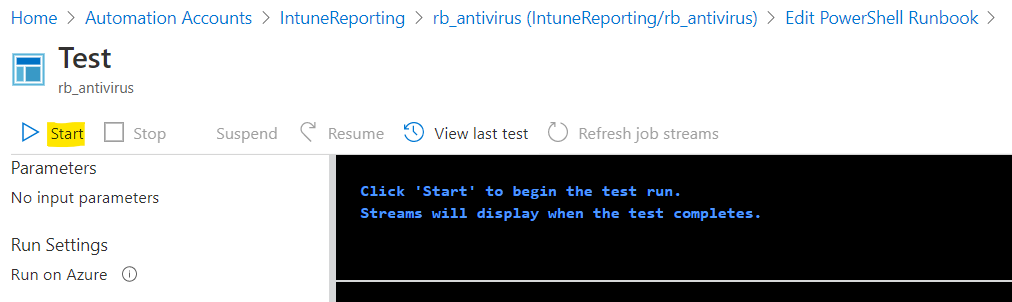 Home > Automation Accounts > IntuneReporting > rb_antivirus (IntuneReporting/rb_antivirus) > Edit PowerShell Runbook >
Test
rb_antivirus
Start Stop Suspend Resume View last test Refresh job streams
Parameters
No input parameters
Run Settings
Run on Azure
Click 'Start' to begin the test run.
Streams will display when the test completes.